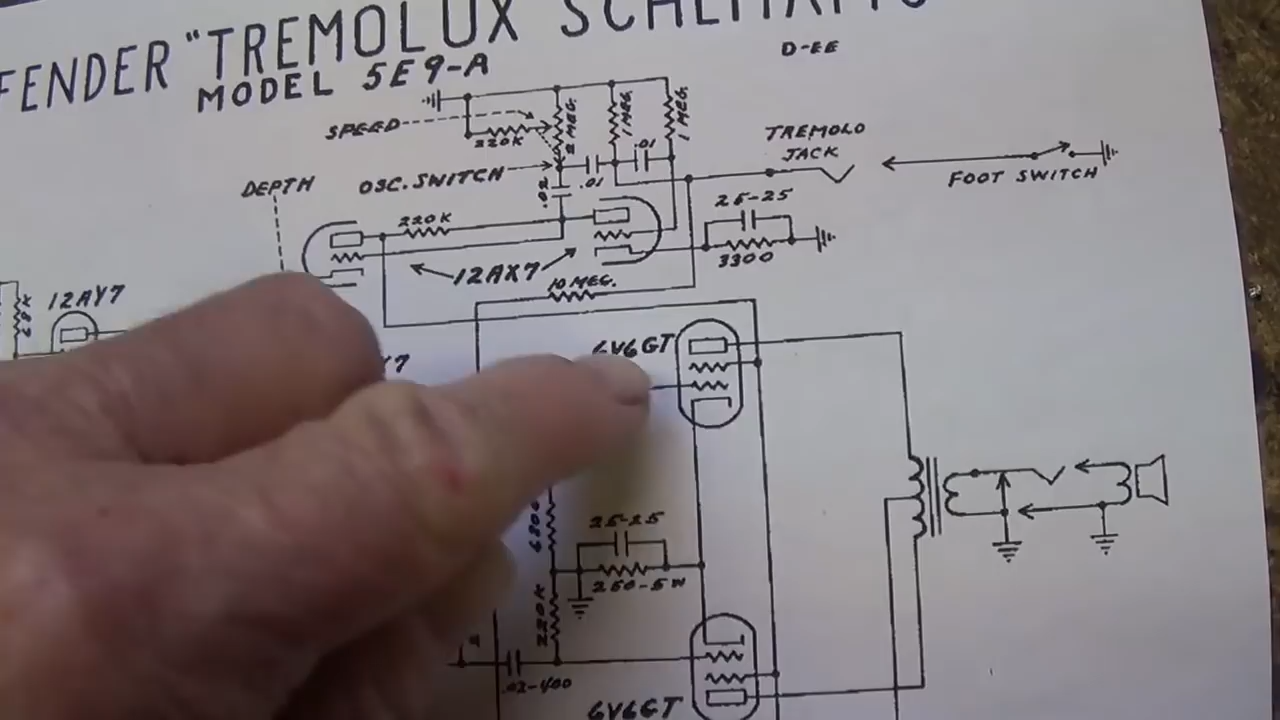 FENDER "TREMOLUX SCHEMATIC
MODEL 5E9-A
D-EE
SPEED
220K
2 MEG.
1 MEG.
1 MEG.
.01
.01
TREMOLO
JACK
FOOT SWITCH
DEPTH
OSC. SWITCH
.02
25-25
3300
220K
12AX7
10 MEG.
12AY7
68K
6V6GT
25-25
250-5W
220K
.02-400
6V6GT